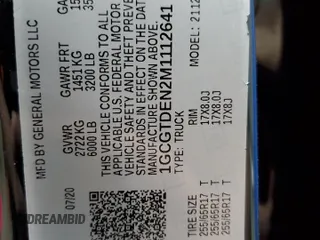 MFD BY GENERAL MOTORS LLC
07/20
GVWR
2722KG
6000 LB
GAWR FRT
1451 KG
3200 LB
THIS VEHICLE CONFORMS TO ALL
APPLICABLE U.S. FEDERAL MOTOR
VEHICLE SAFETY AND THEFT PREVE
STANDARDS IN EFFECT ON THE DAT
MANUFACTURE SHOWN ABOVE.
1GCGTDEN2M1112641
TYPE: TRUCK
MODEL: 2112
TIRE SIZE
RIM
255/65R17 T
17X8.0J
255/65R17 T
17X8.0J
255/65R17 T
17X8J
DREAMBID